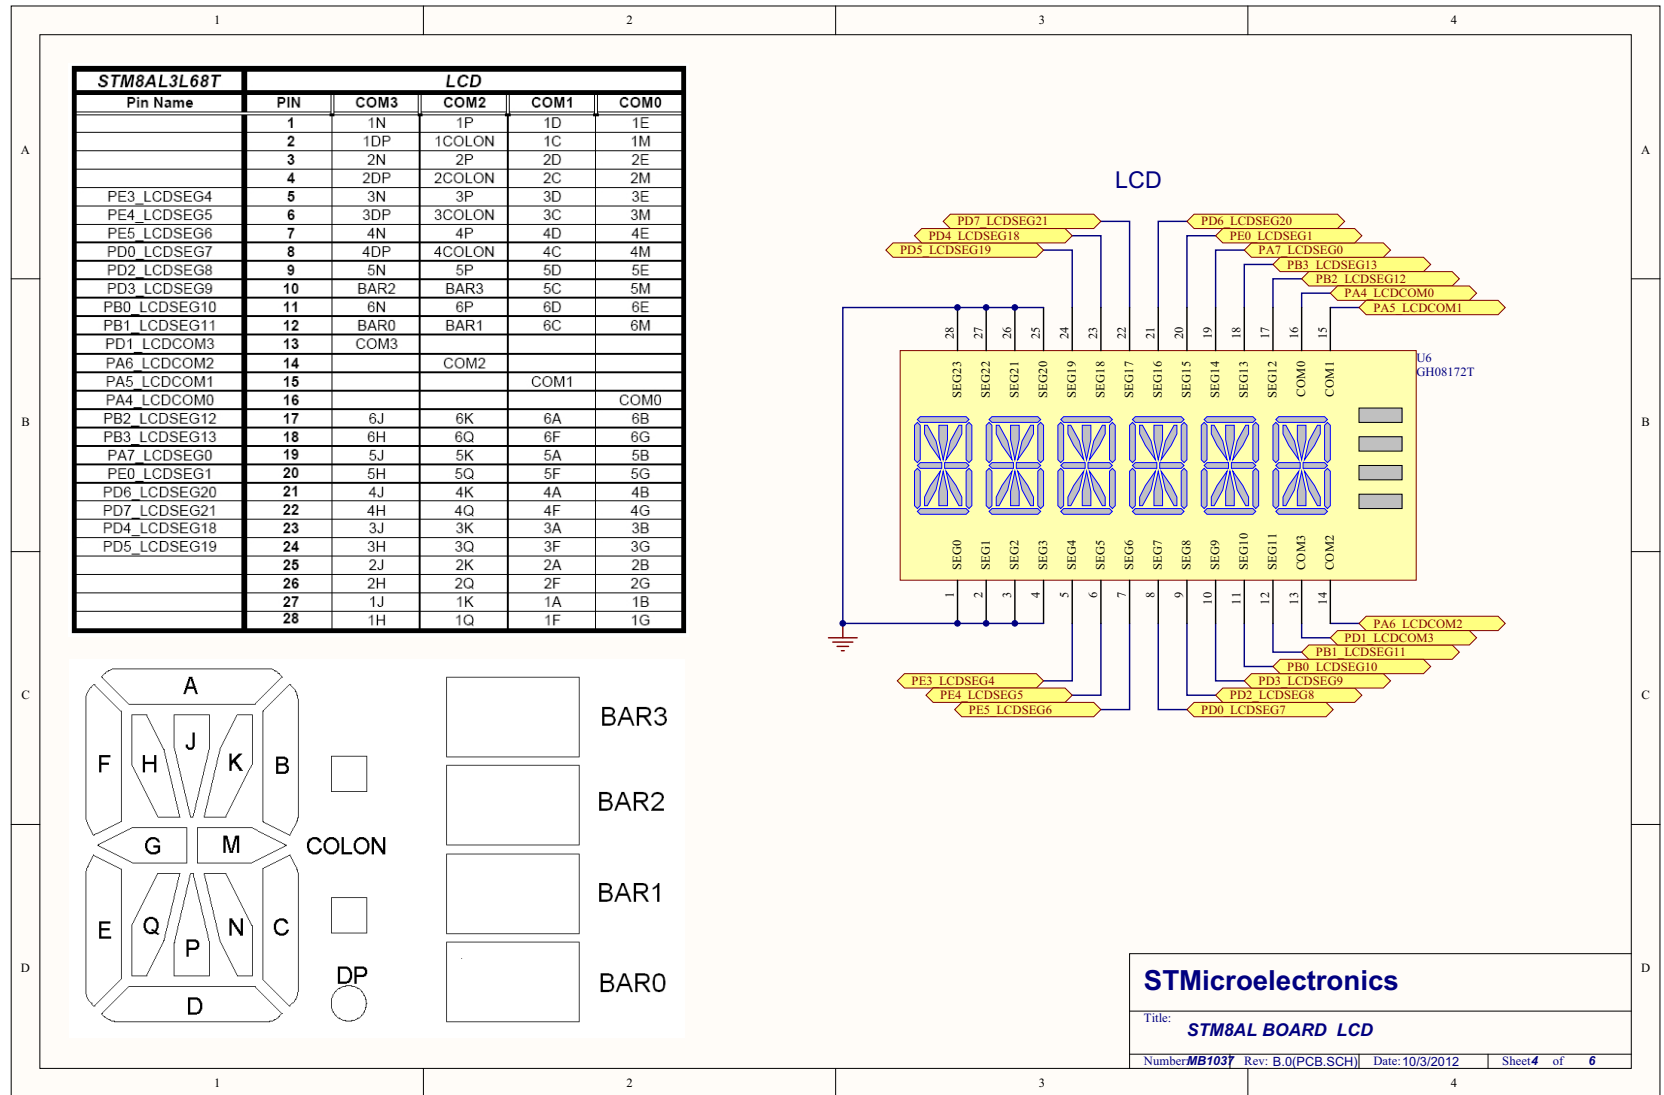 1 2 3 4
STM8AL3L68T LCD
Pin Name PIN COM3 COM2 COM1 COM0
1 1N 1P 1D 1E
2 1DP 1COLON 1C 1M
3 2N 2P 2D 2E
4 2DP 2COLON 2C 2M
PE3_LCDSEG4 5 3N 3P 3D 3E
PE4_LCDSEG5 6 3DP 3COLON 3C 3M
PE5_LCDSEG6 7 4N 4P 4D 4E
PD0_LCDSEG7 8 4DP 4COLON 4C 4M
PD2_LCDSEG8 9 5N 5P 5D 5E
PD3_LCDSEG9 10 BAR2 BAR3 5C 5M
PB0_LCDSEG10 11 6N 6P 6D 6E
PB1_LCDSEG11 12 BAR0 BAR1 6C 6M
PD1_LCDCOM3 13 COM3
PA6_LCDCOM2 14 COM2
PA5_LCDCOM1 15 COM1
PA4_LCDCOM0 16 COM0
PB2_LCDSEG12 17 6J 6K 6A 6B
PB3_LCDSEG13 18 6H 6Q 6F 6G
PA7_LCDSEG0 19 5J 5K 5A 5B
PE0_LCDSEG1 20 5H 5Q 5F 5G
PD6_LCDSEG20 21 4J 4K 4A 4B
PD7_LCDSEG21 22 4H 4Q 4F 4G
PD4_LCDSEG18 23 3J 3K 3A 3B
PD5_LCDSEG19 24 3H 3Q 3F 3G
25 2J 2K 2A 2B
26 2H 2Q 2F 2G
27 1J 1K 1A 1B
28 1H 1Q 1F 1G
A
B
C
D
A
F H J K B
G M
E Q P N C
D
COLON
DP
BAR3
BAR2
BAR1
BAR0
LCD
PD7_LCDSEG21 PD6_LCDSEG20
PD4_LCDSEG18 PE0_LCDSEG1
PD5_LCDSEG19 PA7_LCDSEG0
PB3_LCDSEG13
PB2_LCDSEG12
PA4_LCDCOM0
PA5_LCDCOM1
28 27 26 25 24 23 22 21 20 19 18 17 16 15
SEG23 SEG22 SEG21 SEG20 SEG19 SEG18 SEG17 SEG16 SEG15 SEG14 SEG13 SEG12 COM0 COM1
U6
GH08172T
SEG0 SEG1 SEG2 SEG3 SEG4 SEG5 SEG6 SEG7 SEG8 SEG9 SEG10 SEG11 COM3 COM2
1 2 3 4 5 6 7 8 9 10 11 12 13 14
PA6_LCDCOM2
PD1_LCDCOM3
PB1_LCDSEG11
PB0_LCDSEG10
PE3_LCDSEG4 PD3_LCDSEG9
PE4_LCDSEG5 PD2_LCDSEG8
PE5_LCDSEG6 PD0_LCDSEG7
A
B
C
D
STMicroelectronics
Title:
STM8AL BOARD LCD
Number:MB1037 Rev: B.0(PCB.SCH) Date:10/3/2012 Sheet4 of 6
1 2 3 4